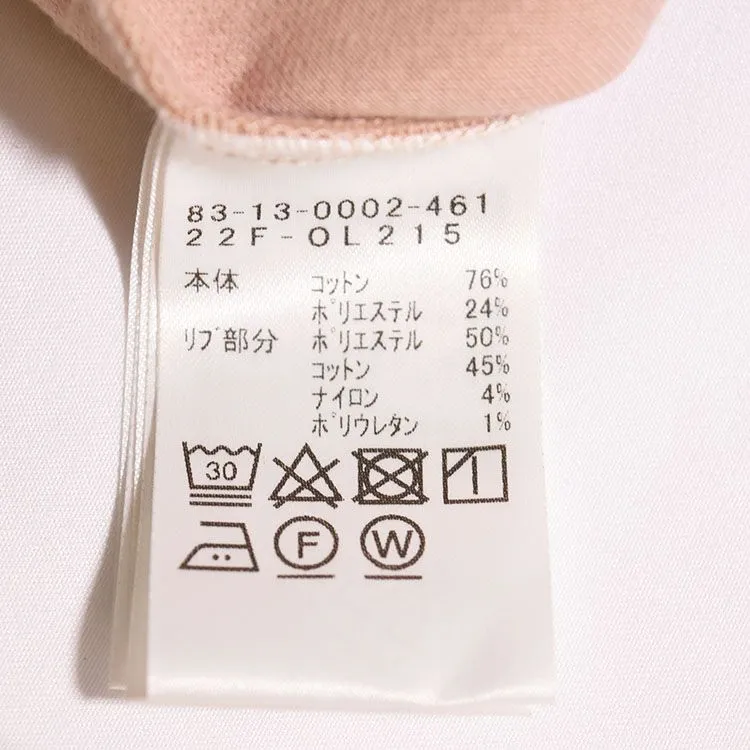 83-13-0002-461
22F-OL215
本体 コットン 76%
ポリエステル 24%
リブ部分 ポリエステル 50%
コットン 45%
ナイロン 4%
ポリウレタン 1%
30
F W